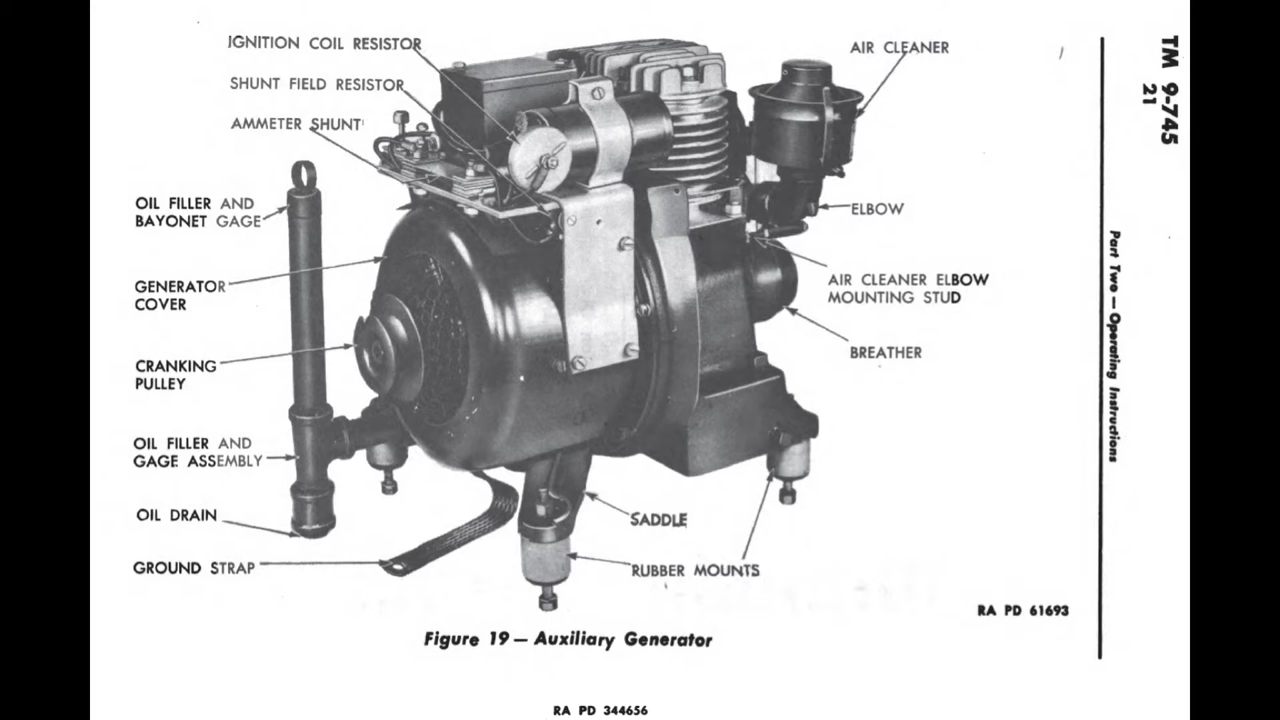 IGNITION COIL RESISTOR
SHUNT FIELD RESISTOR
AMMETER SHUNT
OIL FILLER AND
BAYONET GAGE
GENERATOR
COVER
CRANKING
PULLEY
OIL FILLER AND
GAGE ASSEMBLY
OIL DRAIN
GROUND STRAP
AIR CLEANER
ELBOW
AIR CLEANER ELBOW
MOUNTING STUD
BREATHER
SADDLE
RUBBER MOUNTS
RA PD 61693
Figure 19 — Auxiliary Generator
RA PD 344656
TM 9-745
21
Part Two—Operating Instructions